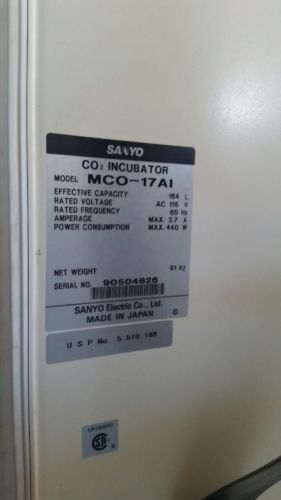 SANYO
CO₂ INCUBATOR
MODEL MCO-17AI
EFFECTIVE CAPACITY 164 L
RATED VOLTAGE AC 115 V
RATED FREQUENCY 60 Hz
AMPERAGE MAX. 3.7 A
POWER CONSUMPTION MAX. 440 W
NET WEIGHT 91 kg
SERIAL NO. 90504626
SANYO Electric Co., Ltd.
MADE IN JAPAN ©
U S P No. 5,519,188